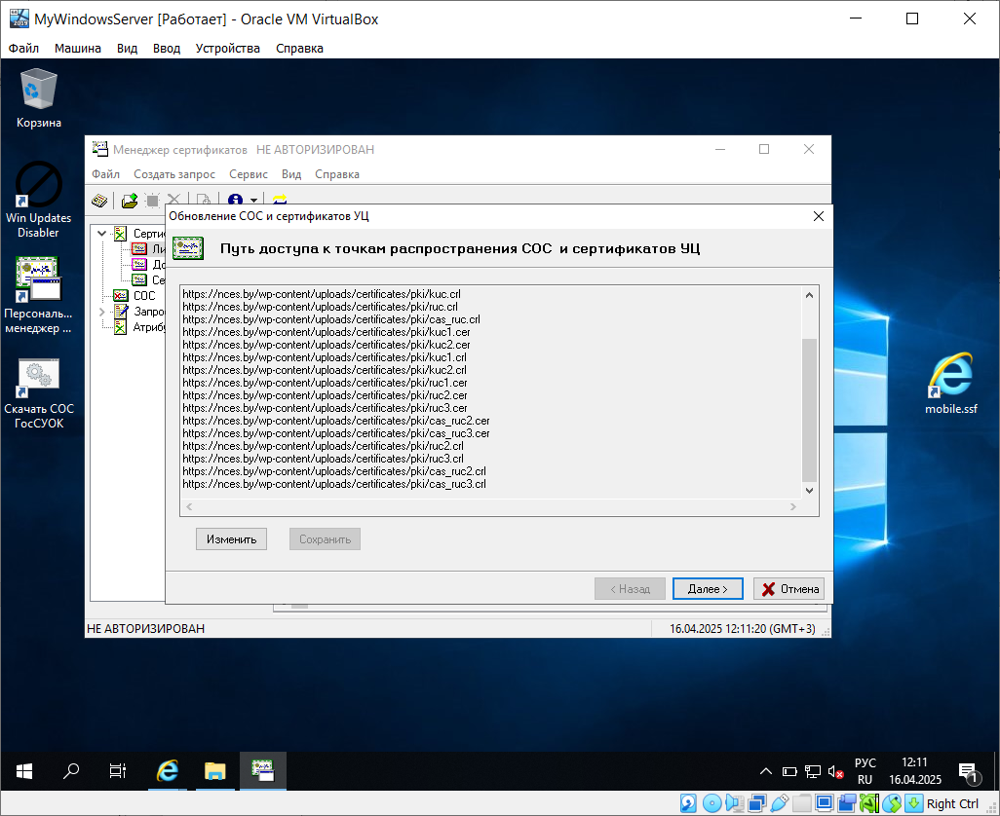 MyWindowsServer [Работает] - Oracle VM VirtualBox
Файл Машина Вид Ввод Устройства Справка
Корзина
Win Updates
Disabler
Персональ...
менеджер ...
Скачать СОС
ГосСУОК
mobile.ssf
Менеджер сертификатов НЕ АВТОРИЗИРОВАН
Файл Создать запрос Сервис Вид Справка
Серти
Ли
До
Се
СОС
Запро
Атриб
Обновление СОС и сертификатов УЦ
Путь доступа к точкам распространения СОС и сертификатов УЦ
https://nces.by/wp-content/uploads/certificates/pki/kuc.crl
https://nces.by/wp-content/uploads/certificates/pki/ruc.crl
https://nces.by/wp-content/uploads/certificates/pki/cas_ruc.crl
https://nces.by/wp-content/uploads/certificates/pki/kuc1.cer
https://nces.by/wp-content/uploads/certificates/pki/kuc2.cer
https://nces.by/wp-content/uploads/certificates/pki/kuc1.crl
https://nces.by/wp-content/uploads/certificates/pki/kuc2.crl
https://nces.by/wp-content/uploads/certificates/pki/ruc1.cer
https://nces.by/wp-content/uploads/certificates/pki/ruc2.cer
https://nces.by/wp-content/uploads/certificates/pki/ruc3.cer
https://nces.by/wp-content/uploads/certificates/pki/cas_ruc2.cer
https://nces.by/wp-content/uploads/certificates/pki/cas_ruc3.cer
https://nces.by/wp-content/uploads/certificates/pki/ruc2.crl
https://nces.by/wp-content/uploads/certificates/pki/ruc3.crl
https://nces.by/wp-content/uploads/certificates/pki/cas_ruc2.crl
https://nces.by/wp-content/uploads/certificates/pki/cas_ruc3.crl
Изменить Сохранить
< Назад Далее > Отмена
НЕ АВТОРИЗИРОВАН 16.04.2025 12:11:20 (GMT+3)
РУС 12:11
RU 16.04.2025 1
Right Ctrl